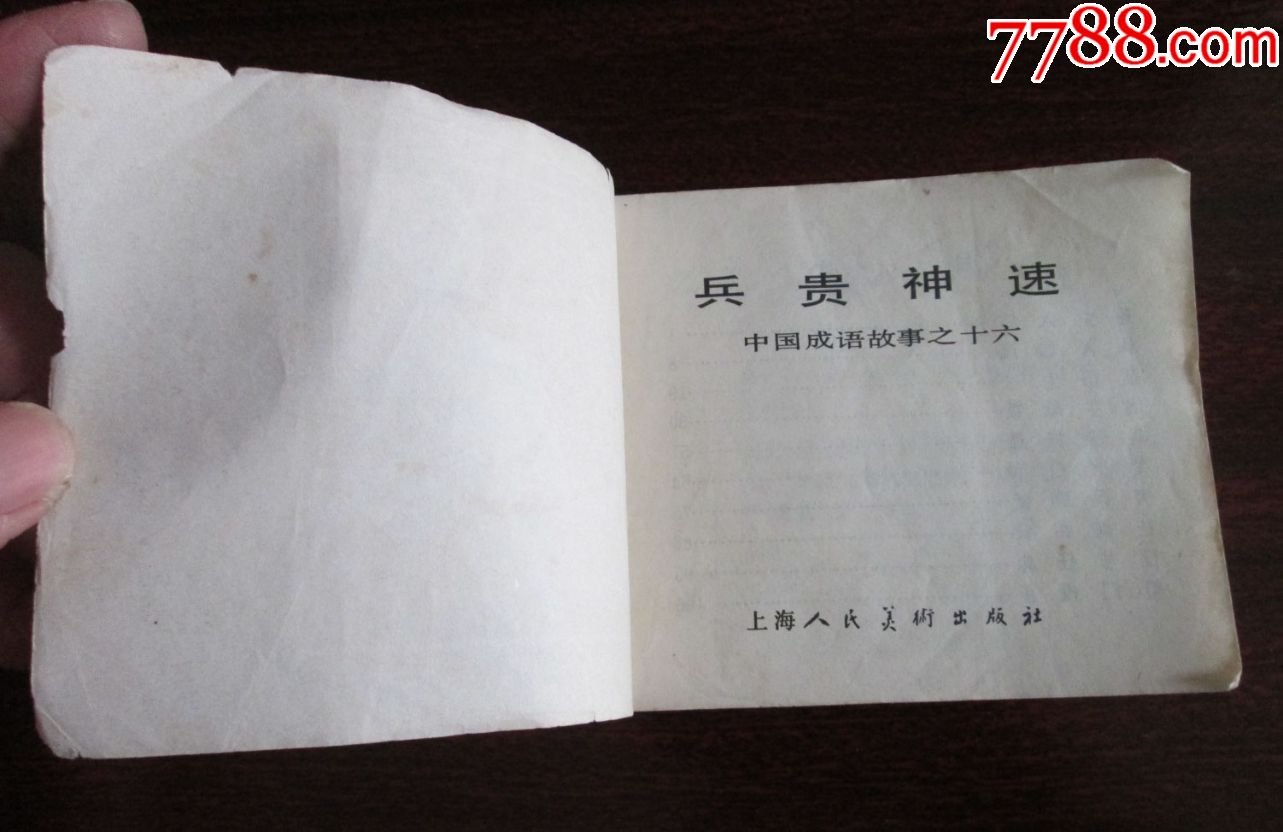 7788.com
兵贵神速
中国成语故事之十六
上海人民美術出版社